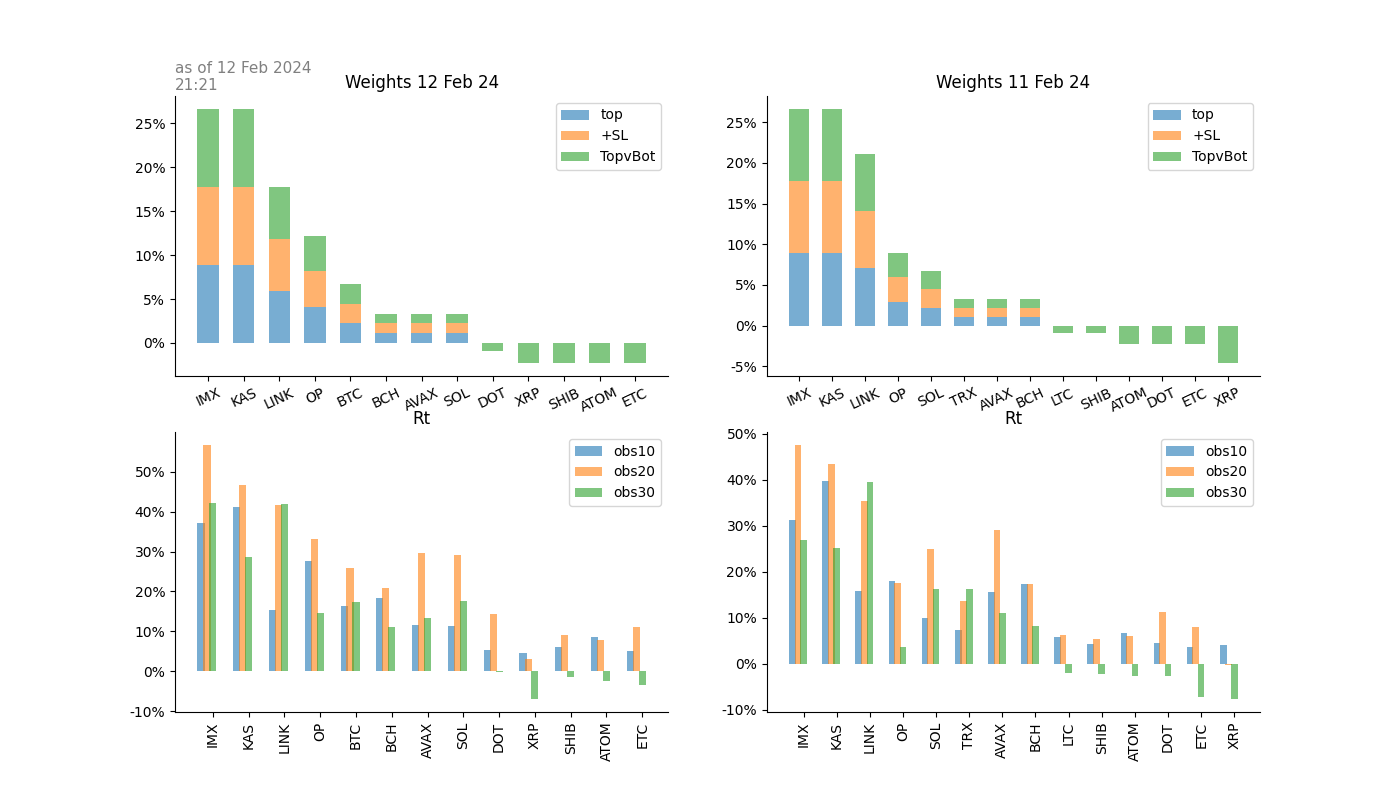 as of 12 Feb 2024
21:21
Weights 12 Feb 24
25%
20%
15%
10%
5%
0%
top
+SL
TopvBot
IMX KAS LINK OP BTC BCH AVAX SOL DOT XRP SHIB ATOM ETC
Weights 11 Feb 24
25%
20%
15%
10%
5%
0%
-5%
top
+SL
TopvBot
IMX KAS LINK OP SOL TRX AVAX BCH LTC SHIB ATOM DOT ETC XRP
Rt
50%
40%
30%
20%
10%
0%
-10%
obs10
obs20
obs30
IMX KAS LINK OP BTC BCH AVAX SOL DOT XRP SHIB ATOM ETC
Rt
50%
40%
30%
20%
10%
0%
-10%
obs10
obs20
obs30
IMX KAS LINK OP SOL TRX AVAX BCH LTC SHIB ATOM DOT ETC XRP